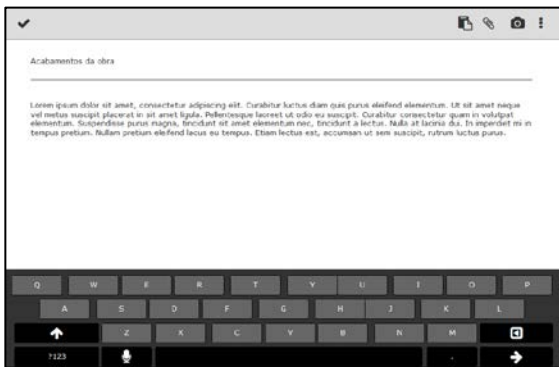 Acabamentos da obra
Lorem ipsum dolor sit amet, consectetur adipiscing elit. Curabitur luctus diam quis purus eleifend elementum. Ut sit amet neque
vel metus suscipit placerat in sit amet ligula. Pellentesque laoreet ut odio eu suscipit. Curabitur consectetur quam in volutpat
elementum. Suspendisse purus magna, tincidunt sit amet elementum nec, tincidunt a lectus. Nulla at lacinia dui. In imperdiet mi in
tempus pretium. Nullam pretium eleifend lacus eu tempus. Etiam lectus est, accumsan ut sem suscipit, rutrum luctus purus.
Q W E R T Y U I O P
A S D F G H J K L
Z X C V B N M
?123 .